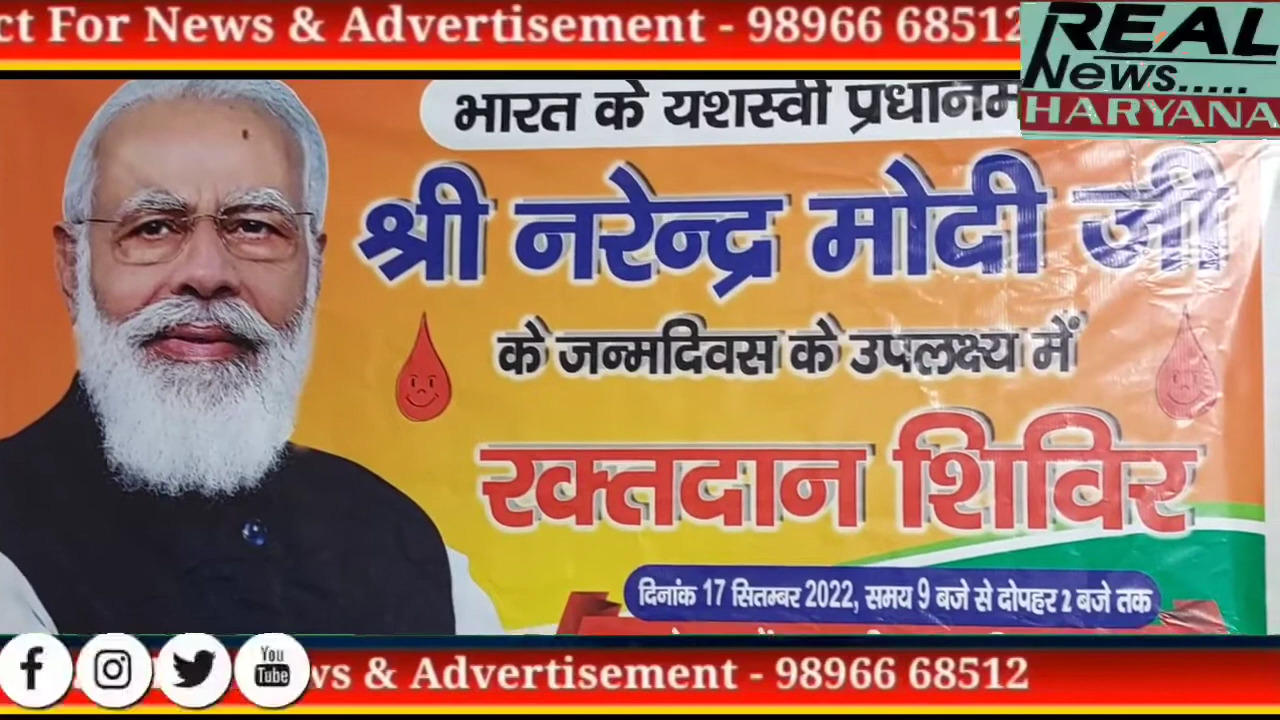 ct For News & Advertisement - 98966 68512
REAL
News.....
HARYANA
भारत के यशस्वी प्रधानम
श्री नरेन्द्र मोदी जी
के जन्मदिवस के उपलक्ष्य में
रक्तदान शिविर
दिनांक 17 सितम्बर 2022, समय 9 बजे से दोपहर 2 बजे तक
You
Tube
ws & Advertisement - 98966 68512